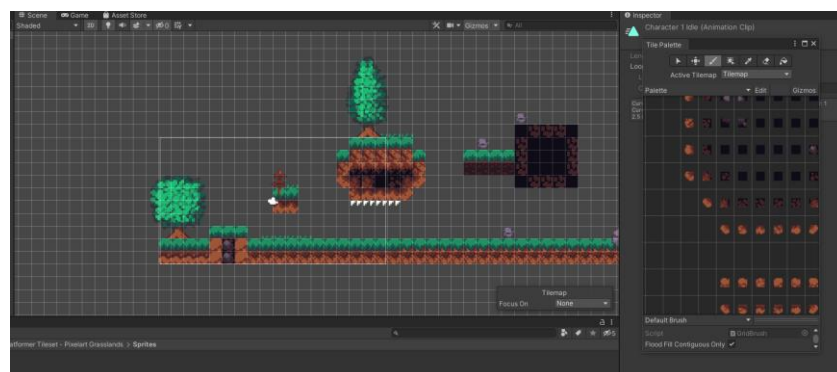 Scene Game Asset Store
Shaded 2D Gizmos All
Inspector
Character 1 Idle (Animation Clip)
Tile Palette
Active Tilemap Tilemap
Palette Edit Gizmos
Tilemap
Focus On None
Default Brush
Script GridBrush
Flood Fill Contiguous Only
atformer Tileset - Pixelart Grasslands > Sprites